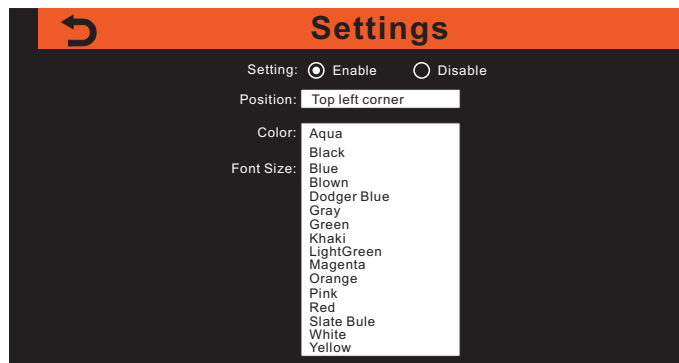 Settings
Setting: Enable Disable
Position: Top left corner
Color: Aqua
Black
Font Size: Blue
Blown
Dodger Blue
Gray
Green
Khaki
LightGreen
Magenta
Orange
Pink
Red
Slate Bule
White
Yellow